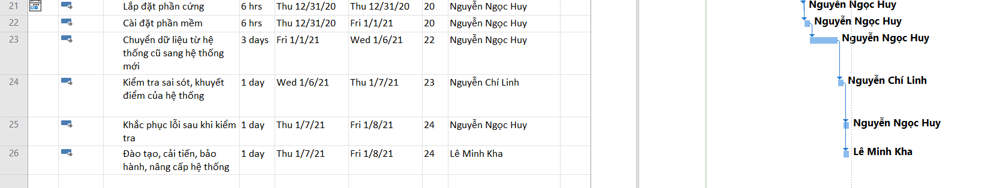 21 Lắp đặt phần cứng 6 hrs Thu 12/31/20 Thu 12/31/20 20 Nguyễn Ngọc Huy Nguyễn Ngọc Huy
22 Cài đặt phần mềm 6 hrs Thu 12/31/20 Fri 1/1/21 20 Nguyễn Ngọc Huy Nguyễn Ngọc Huy
23 Chuyển dữ liệu từ hệ 3 days Fri 1/1/21 Wed 1/6/21 22 Nguyễn Ngọc Huy Nguyễn Ngọc Huy
thống cũ sang hệ thống
mới
24 Kiểm tra sai sót, khuyết 1 day Wed 1/6/21 Thu 1/7/21 23 Nguyễn Chí Linh Nguyễn Chí Linh
điểm của hệ thống
25 Khắc phục lỗi sau khi kiểm 1 day Thu 1/7/21 Fri 1/8/21 24 Nguyễn Ngọc Huy Nguyễn Ngọc Huy
tra
26 Đào tạo, cải tiến, bảo 1 day Thu 1/7/21 Fri 1/8/21 24 Lê Minh Kha Lê Minh Kha
hành, nâng cấp hệ thống